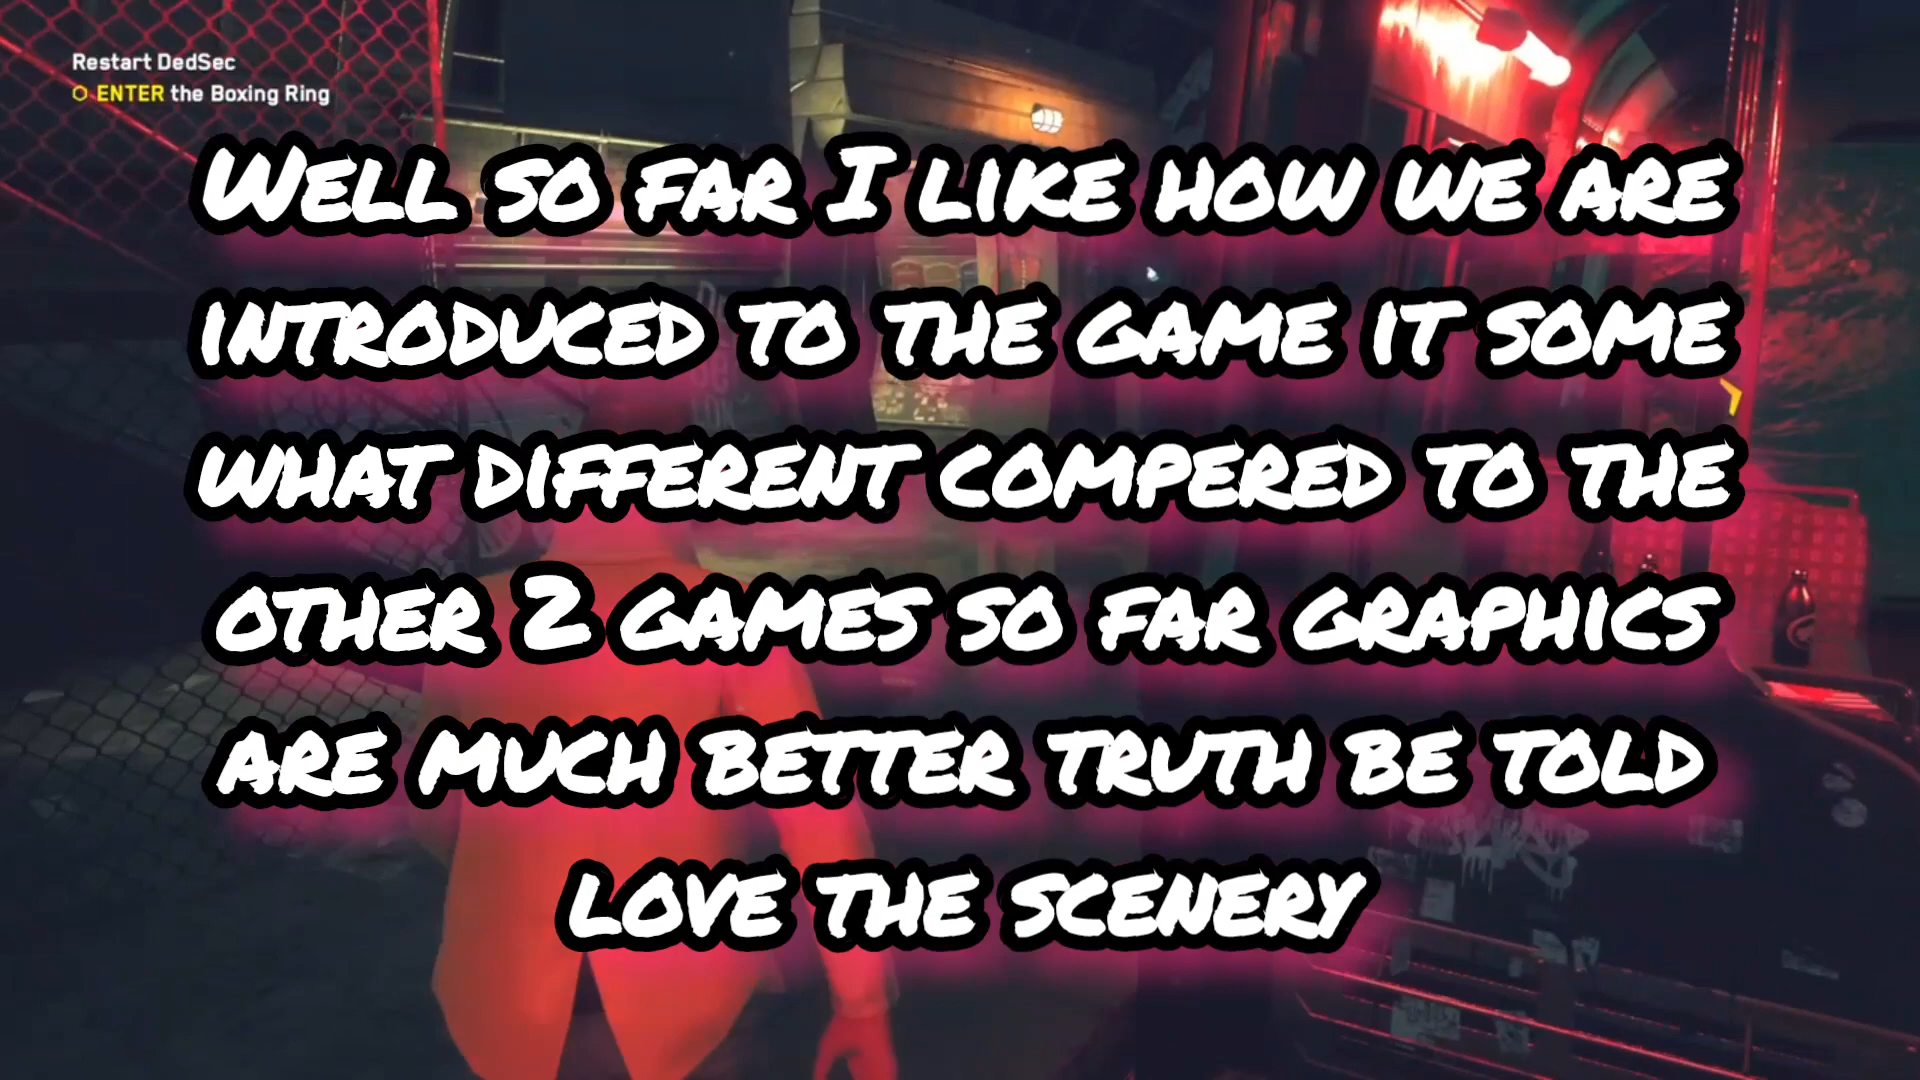 Restart DedSec
ENTER the Boxing Ring
Well so far I like how we are
introduced to the game it some
what different compered to the
other 2 games so far graphics
are much better truth be told
love the scenery